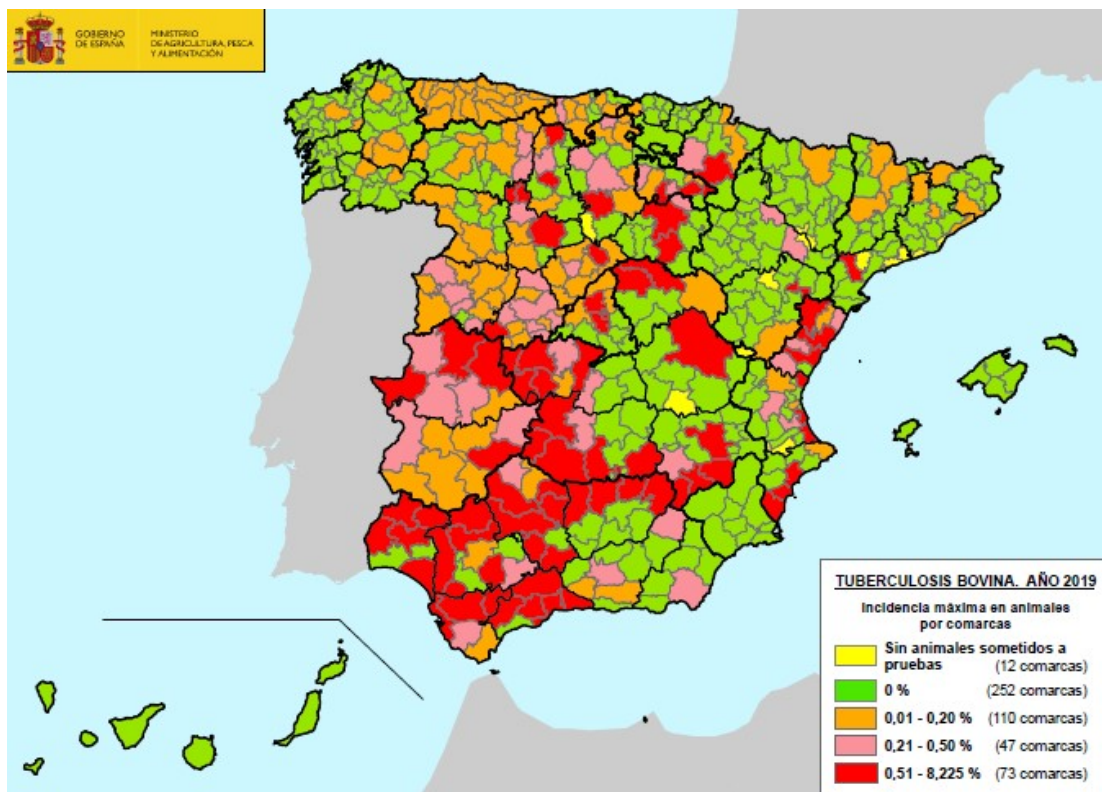 GOBIERNO
DE ESPAÑA
MINISTERIO
DE AGRICULTURA, PESCA
Y ALIMENTACIÓN
TUBERCULOSIS BOVINA. AÑO 2019
Incidencia máxima en animales
por comarcas
Sin animales sometidos a
pruebas (12 comarcas)
0 % (252 comarcas)
0,01 - 0,20 % (110 comarcas)
0,21 - 0,50 % (47 comarcas)
0,51 - 8,225 % (73 comarcas)